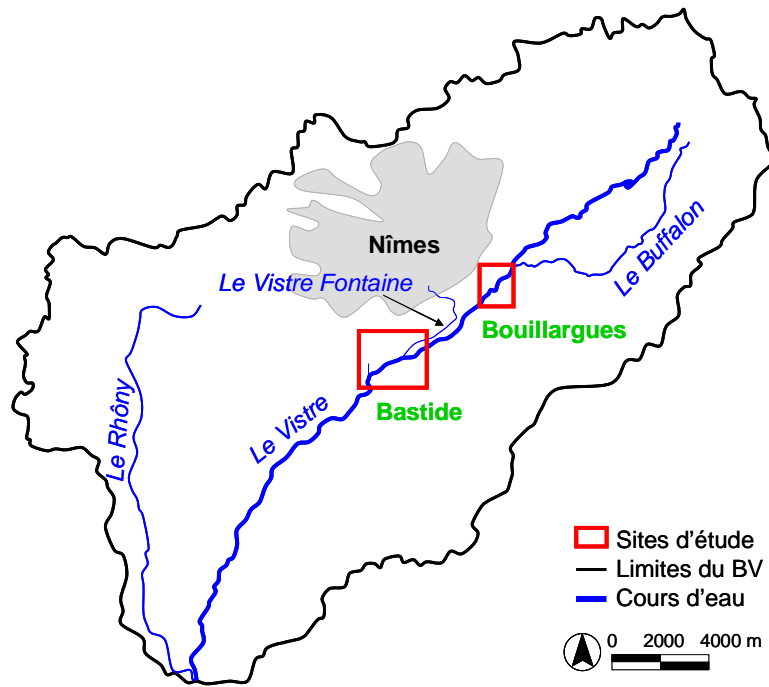 Nîmes
Le Vistre Fontaine
Le Buffalon
Bouillargues
Bastide
Le Rhôny
Le Vistre
Sites d'étude
Limites du BV
Cours d'eau
0 2000 4000 m